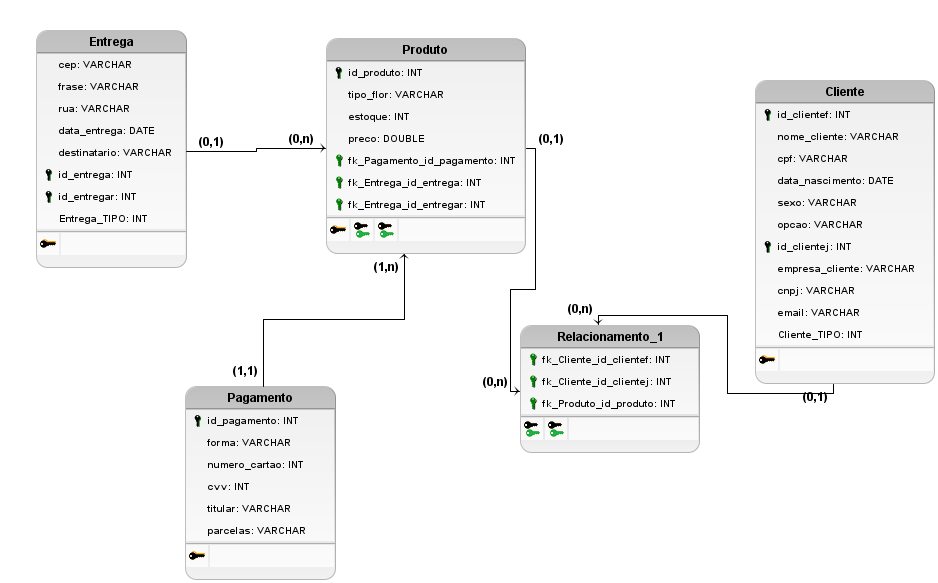 Entrega
cep: VARCHAR
frase: VARCHAR
rua: VARCHAR
data_entrega: DATE
destinatario: VARCHAR
id_entrega: INT
id_entregar: INT
Entrega_TIPO: INT
(0,1)
(0,n)
Produto
id_produto: INT
tipo_flor: VARCHAR
estoque: INT
preco: DOUBLE
fk_Pagamento_id_pagamento: INT
fk_Entrega_id_entrega: INT
fk_Entrega_id_entregar: INT
(0,1)
(1,n)
Cliente
id_clientef: INT
nome_cliente: VARCHAR
cpf: VARCHAR
data_nascimento: DATE
sexo: VARCHAR
opcao: VARCHAR
id_clientej: INT
empresa_cliente: VARCHAR
cnpj: VARCHAR
email: VARCHAR
Cliente_TIPO: INT
(0,1)
(0,n)
(0,n)
Relacionamento_1
fk_Cliente_id_clientef: INT
fk_Cliente_id_clientej: INT
fk_Produto_id_produto: INT
(1,1)
Pagamento
id_pagamento: INT
forma: VARCHAR
numero_cartao: INT
cvv: INT
titular: VARCHAR
parcelas: VARCHAR